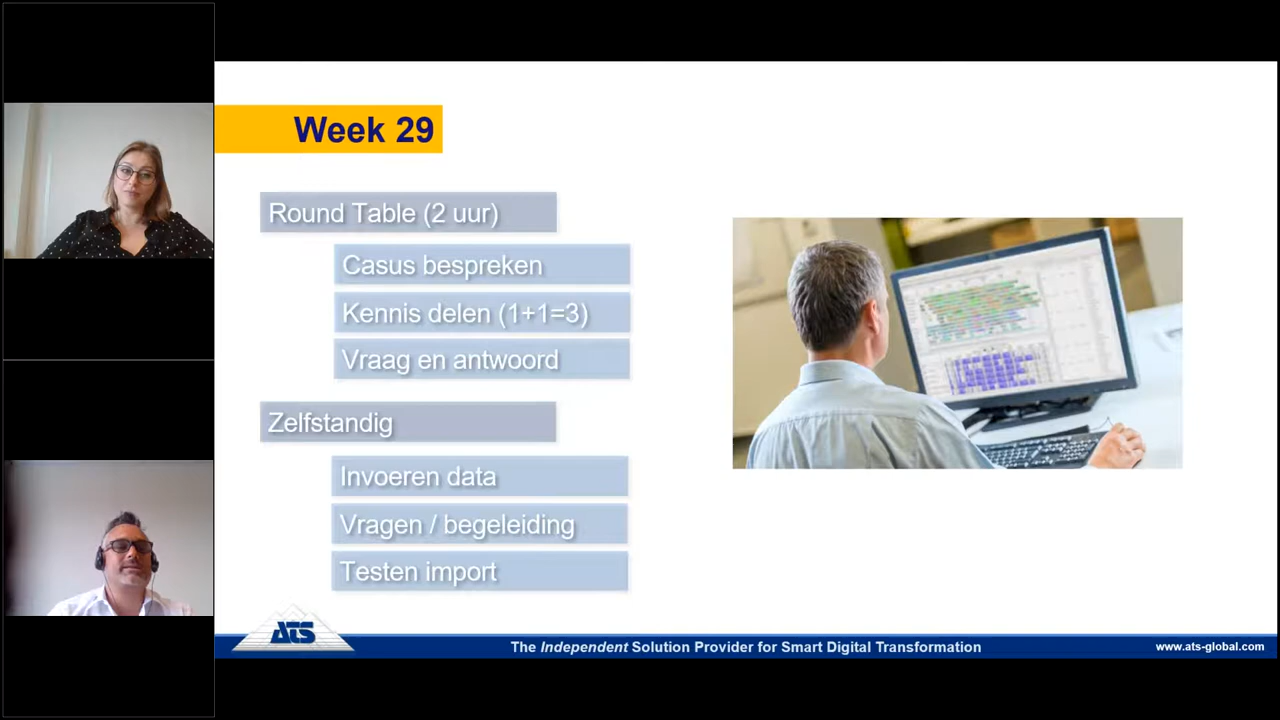 Week 29
Round Table (2 uur)
Casus bespreken
Kennis delen (1+1=3)
Vraag en antwoord
Zelfstandig
Invoeren data
Vragen / begeleiding
Testen import
ATS
The Independent Solution Provider for Smart Digital Transformation
www.ats-global.com